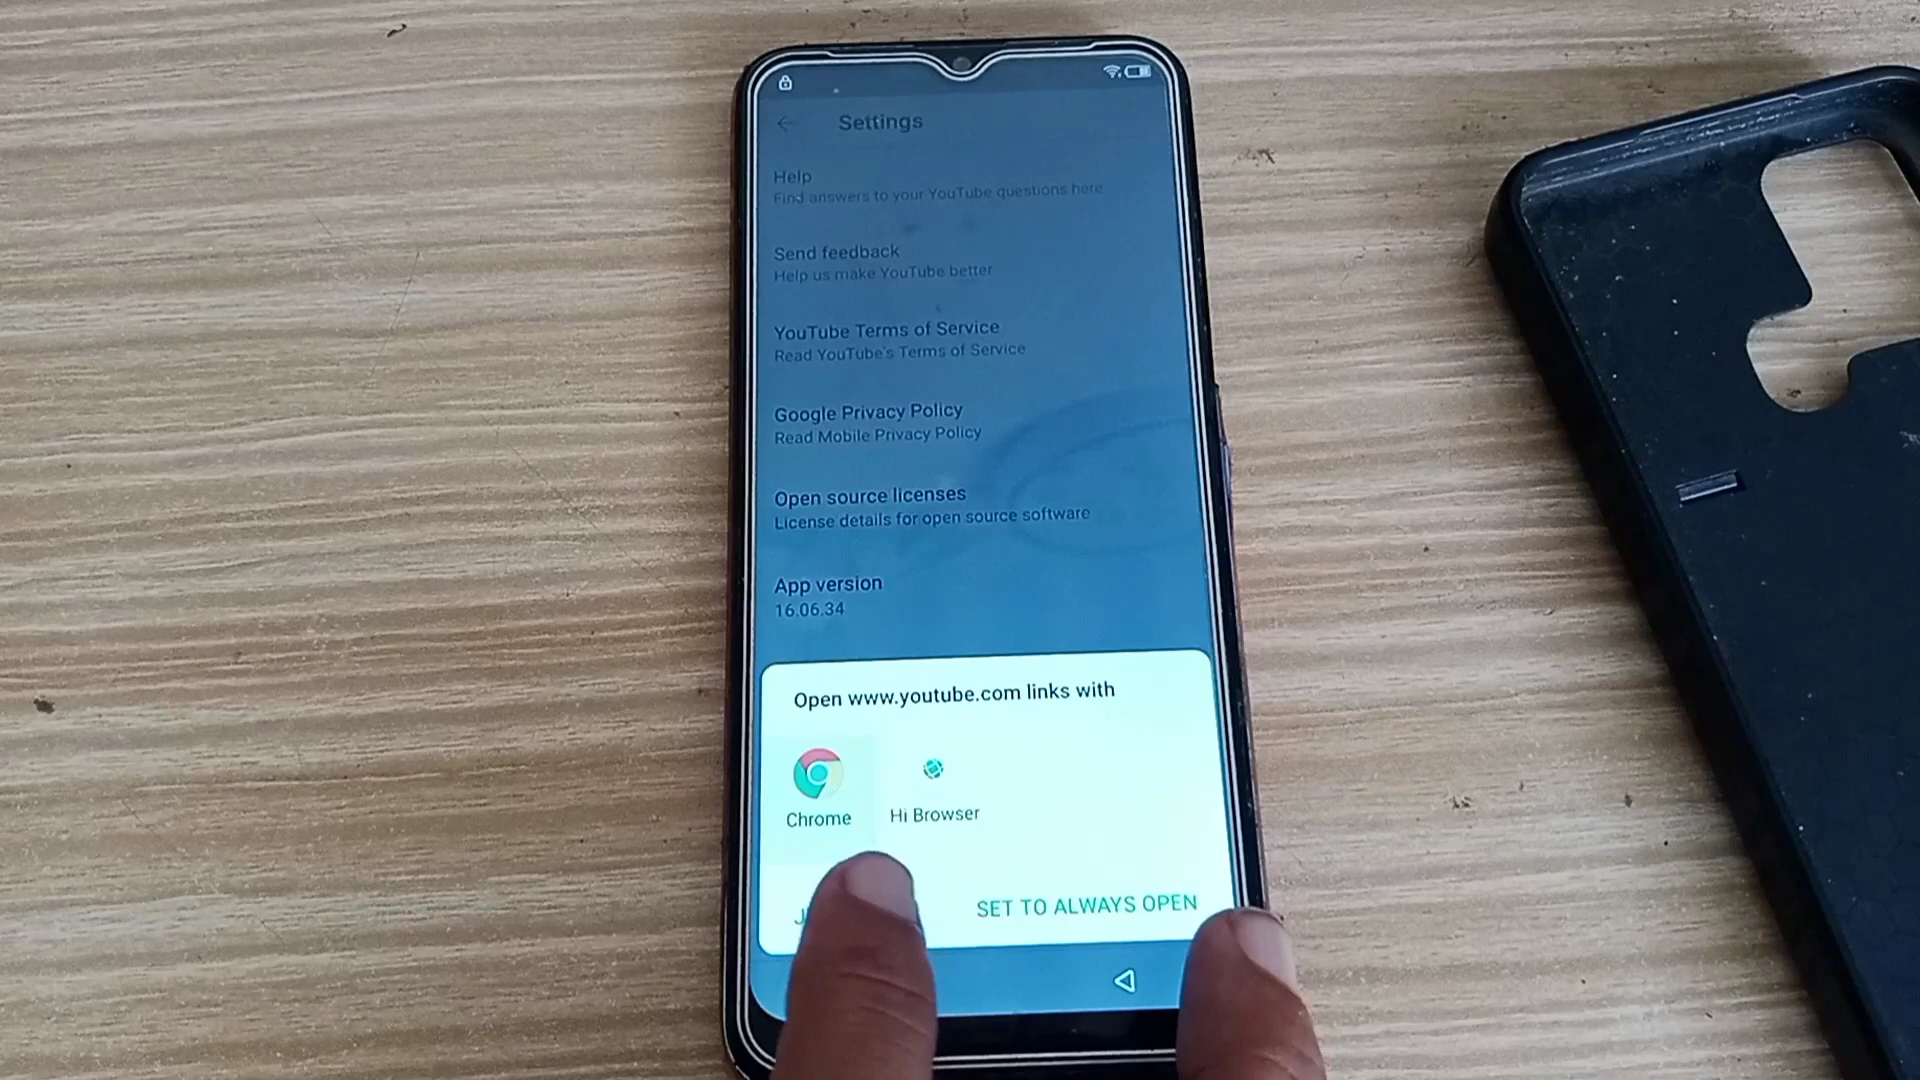 Settings
Help
Find answers to your YouTube questions here
Send feedback
Help us make YouTube better
YouTube Terms of Service
Read YouTube's Terms of Service
Google Privacy Policy
Read Mobile Privacy Policy
Open source licenses
License details for open source software
App version
16.06.34
Open www.youtube.com links with
Chrome
Hi Browser
SET TO ALWAYS OPEN